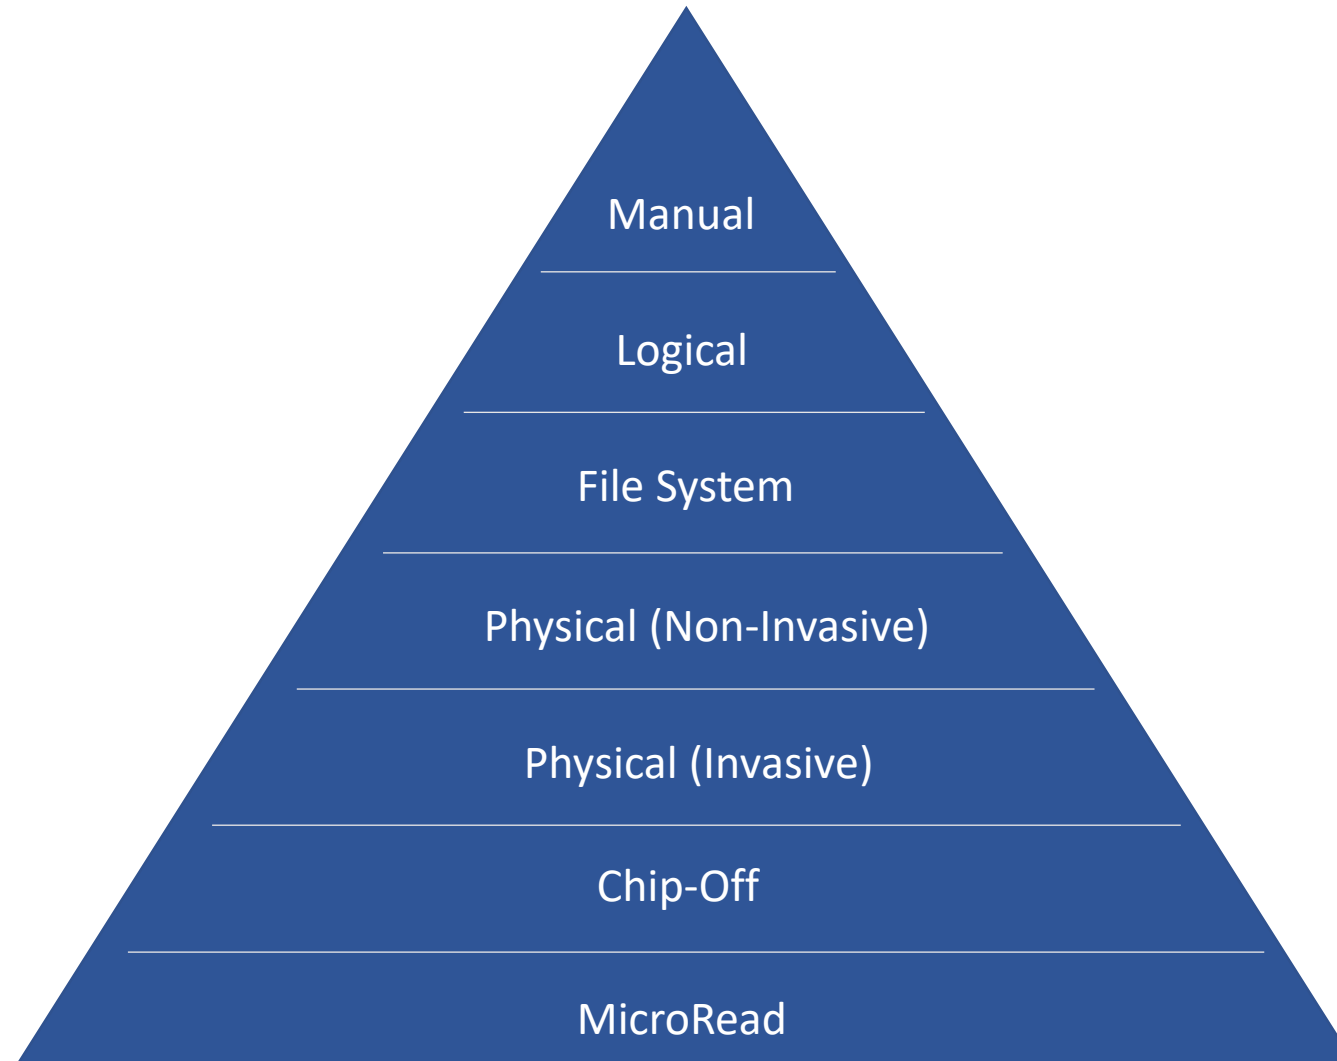 Manual
Logical
File System
Physical (Non-Invasive)
Physical (Invasive)
Chip-Off
MicroRead